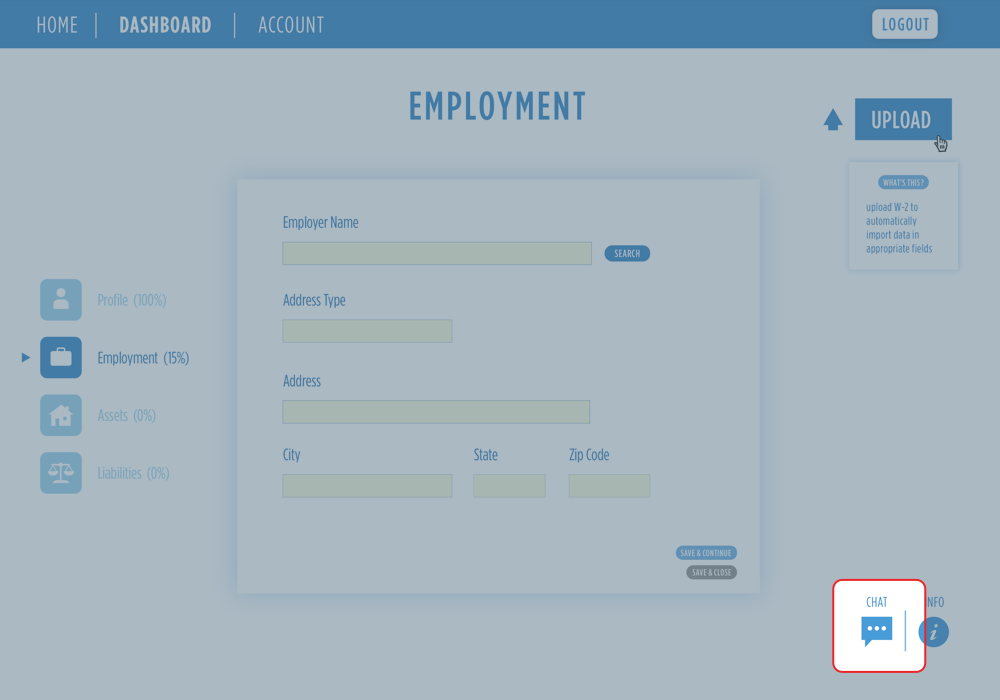 HOME | DASHBOARD | ACCOUNT
LOGOUT
EMPLOYMENT
UPLOAD
WHAT'S THIS?
upload W-2 to
automatically
import data in
appropriate fields
Employer Name
SEARCH
Address Type
Address
City State Zip Code
Profile (100%)
Employment (15%)
Assets (0%)
Liabilities (0%)
SAVE & CONTINUE
SAVE & CLOSE
CHAT
INFO
i